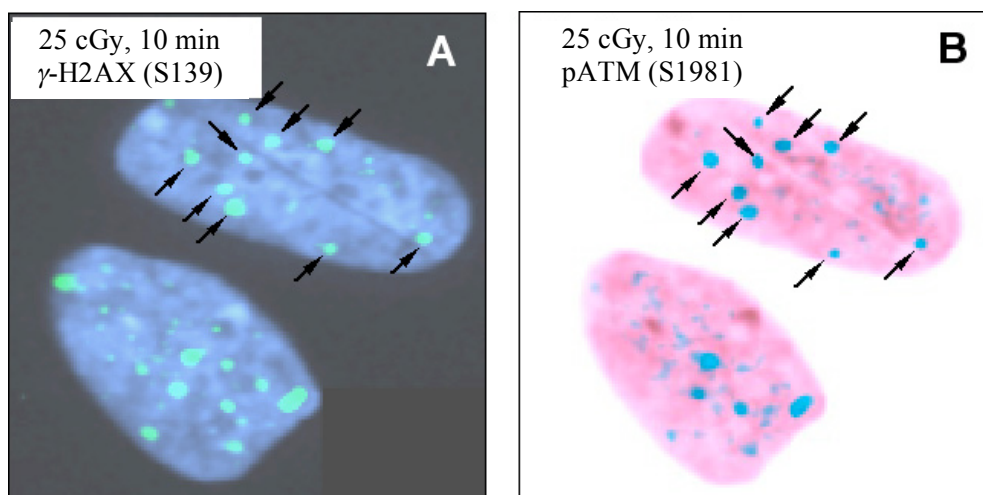 25 cGy, 10 min
γ-H2AX (S139)
A
25 cGy, 10 min
pATM (S1981)
B